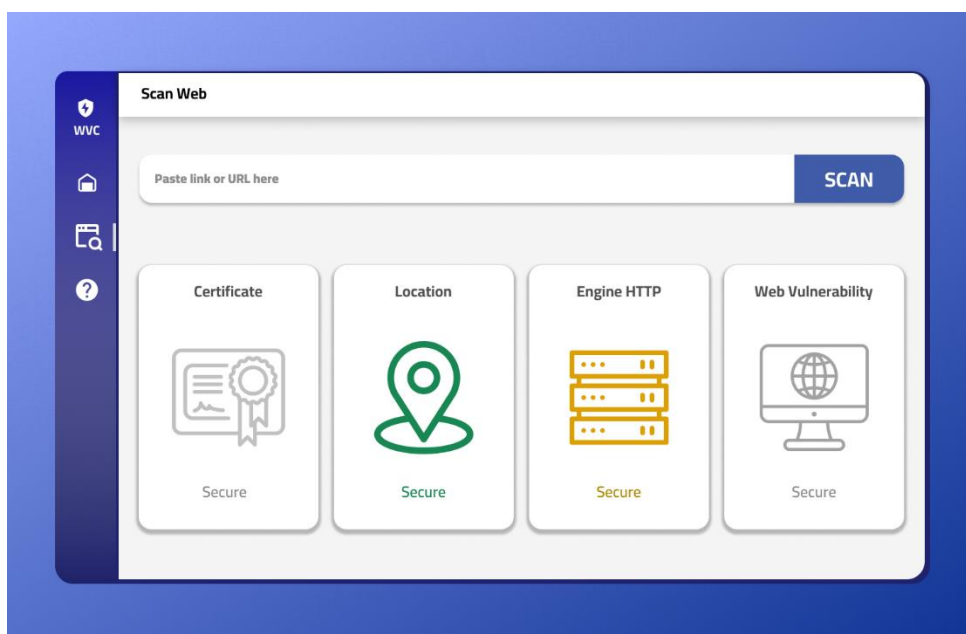 WVC
Scan Web
Paste link or URL here
SCAN
Certificate
Location
Engine HTTP
Web Vulnerability
Secure
Secure
Secure
Secure